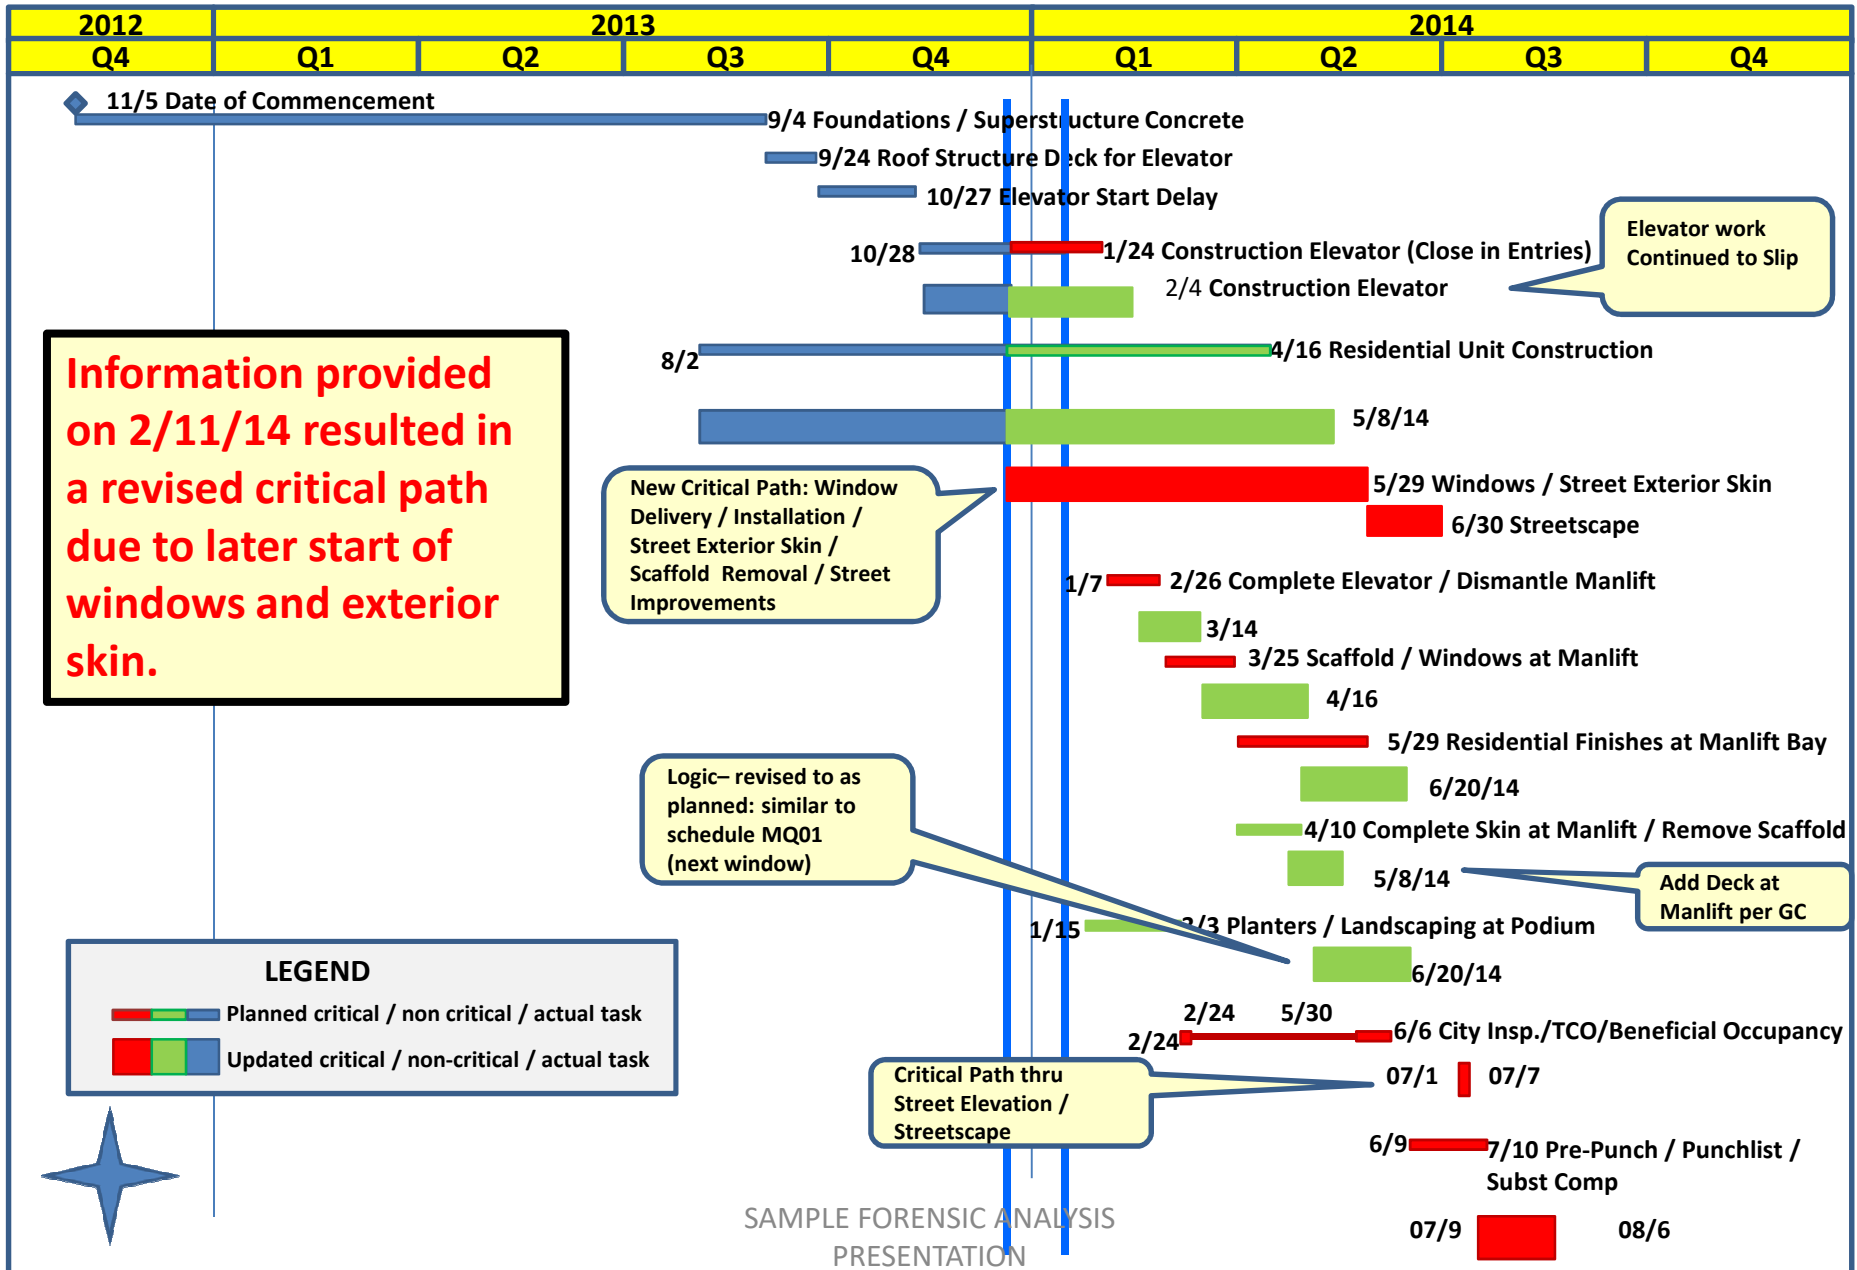 2012 2013 2014
Q4 Q1 Q2 Q3 Q4 Q1 Q2 Q3 Q4
11/5 Date of Commencement
9/4 Foundations / Superstructure Concrete
9/24 Roof Structure Deck for Elevator
10/27 Elevator Start Delay
10/28
1/24 Construction Elevator (Close in Entries)
Elevator work
Continued to Slip
2/4 Construction Elevator
8/2
4/16 Residential Unit Construction
Information provided
on 2/11/14 resulted in
a revised critical path
due to later start of
windows and exterior
skin.
5/8/14
New Critical Path: Window
Delivery / Installation /
Street Exterior Skin /
Scaffold Removal / Street
Improvements
5/29 Windows / Street Exterior Skin
6/30 Streetscape
1/7
2/26 Complete Elevator / Dismantle Manlift
3/14
3/25 Scaffold / Windows at Manlift
4/16
5/29 Residential Finishes at Manlift Bay
Logic– revised to as
planned: similar to
schedule MQ01
(next window)
6/20/14
4/10 Complete Skin at Manlift / Remove Scaffold
5/8/14
Add Deck at
Manlift per GC
1/15
Planters / Landscaping at Podium
6/20/14
LEGEND
Planned critical / non critical / actual task
Updated critical / non-critical / actual task
2/24 5/30
2/24
6/6 City Insp./TCO/Beneficial Occupancy
Critical Path thru
Street Elevation /
Streetscape
07/1 07/7
6/9
7/10 Pre-Punch / Punchlist /
Subst Comp
07/9 08/6
SAMPLE FORENSIC ANALYSIS
PRESENTATION